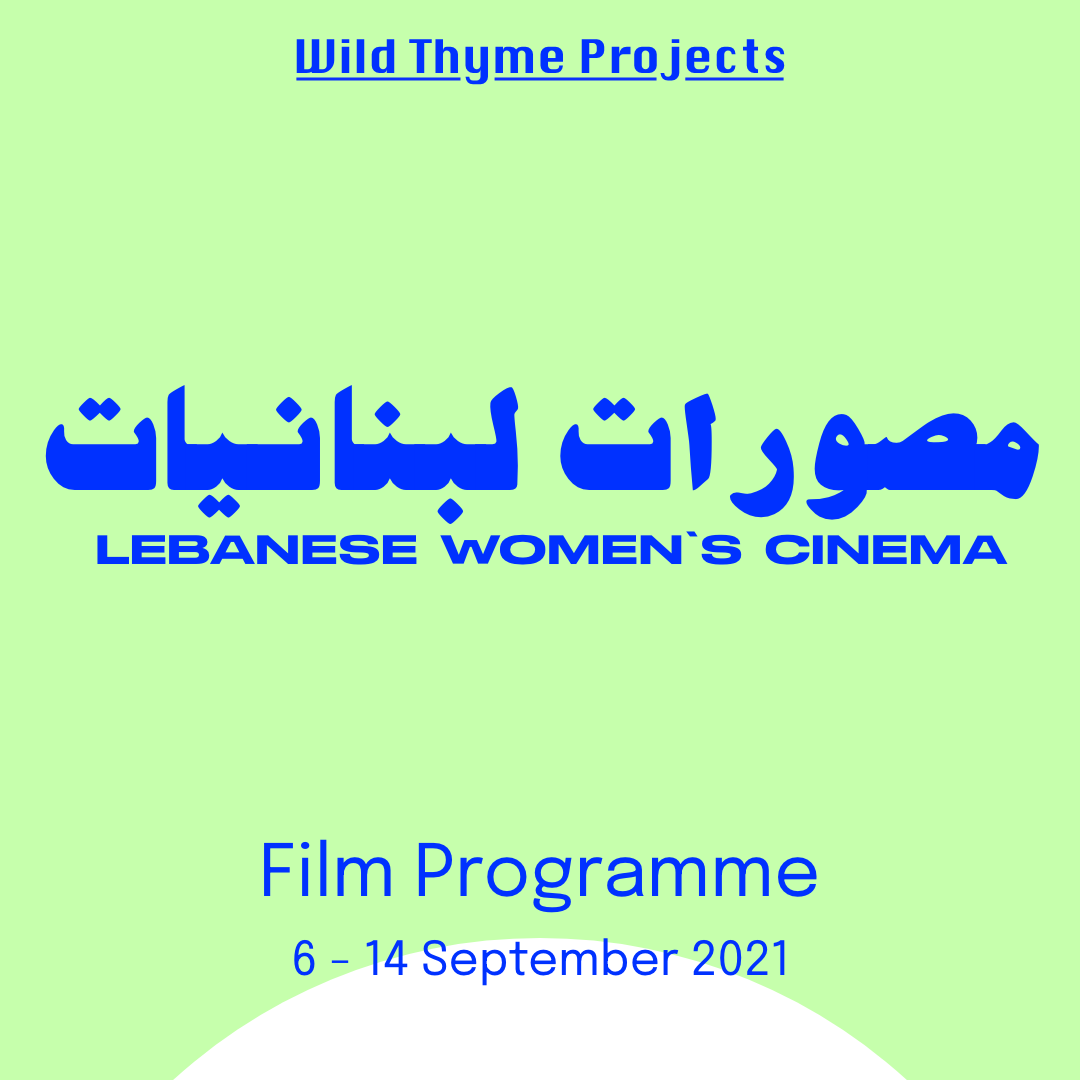 Wild Thyme Projects
مصورات لبنانيات
LEBANESE WOMEN`S CINEMA
Film Programme
6 – 14 September 2021